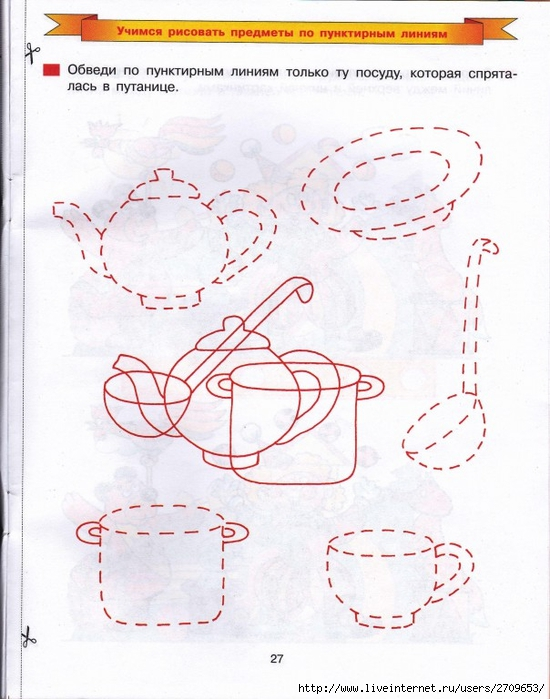 Учимся рисовать предметы по пунктирным линиям
Обведи по пунктирным линиям только ту посуду, которая спрята-
лась в путанице.
27
http://www.liveinternet.ru/users/2709653/